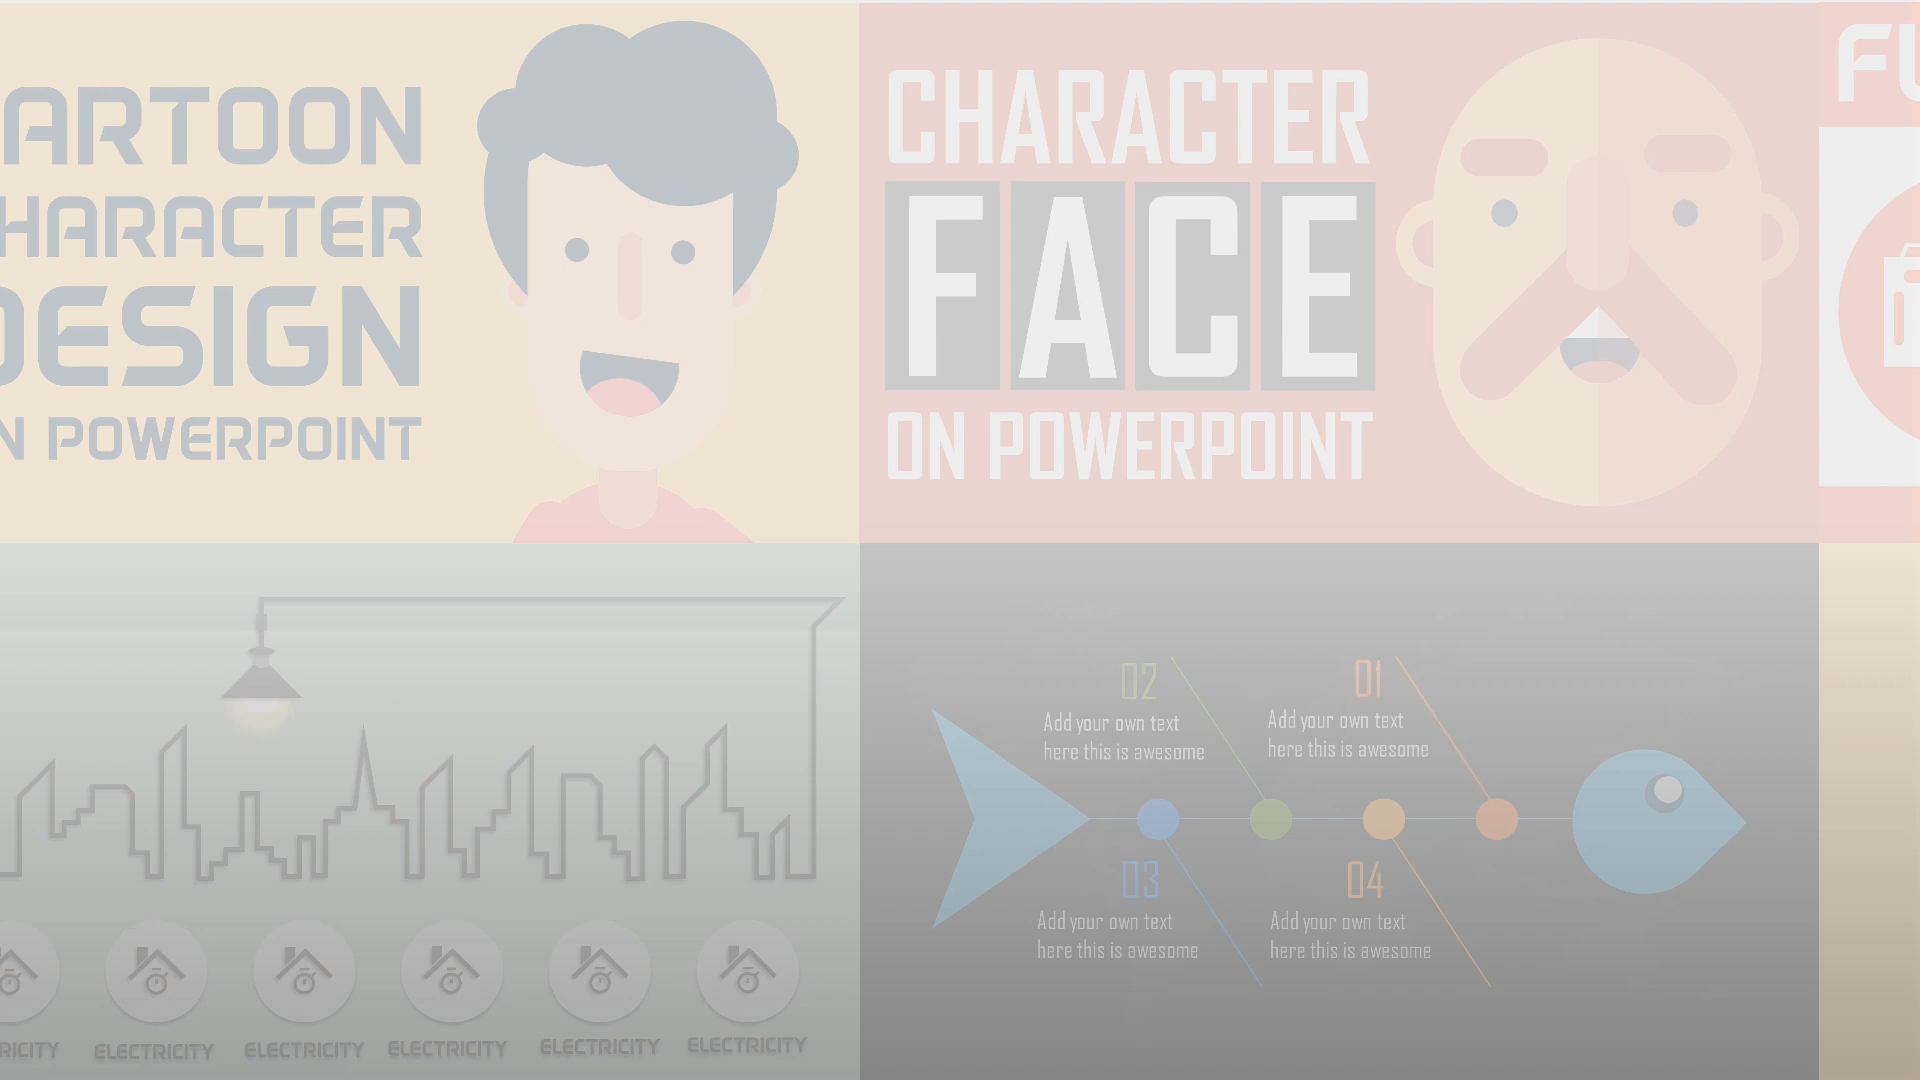 ARTOON
HARACTER
DESIGN
N POWERPOINT
CHARACTER
FACE
ON POWERPOINT
FU
02
Add your own text
here this is awesome
01
Add your own text
here this is awesome
03
Add your own text
here this is awesome
04
Add your own text
here this is awesome
RICITY
ELECTRICITY
ELECTRICITY
ELECTRICITY
ELECTRICITY
ELECTRICITY